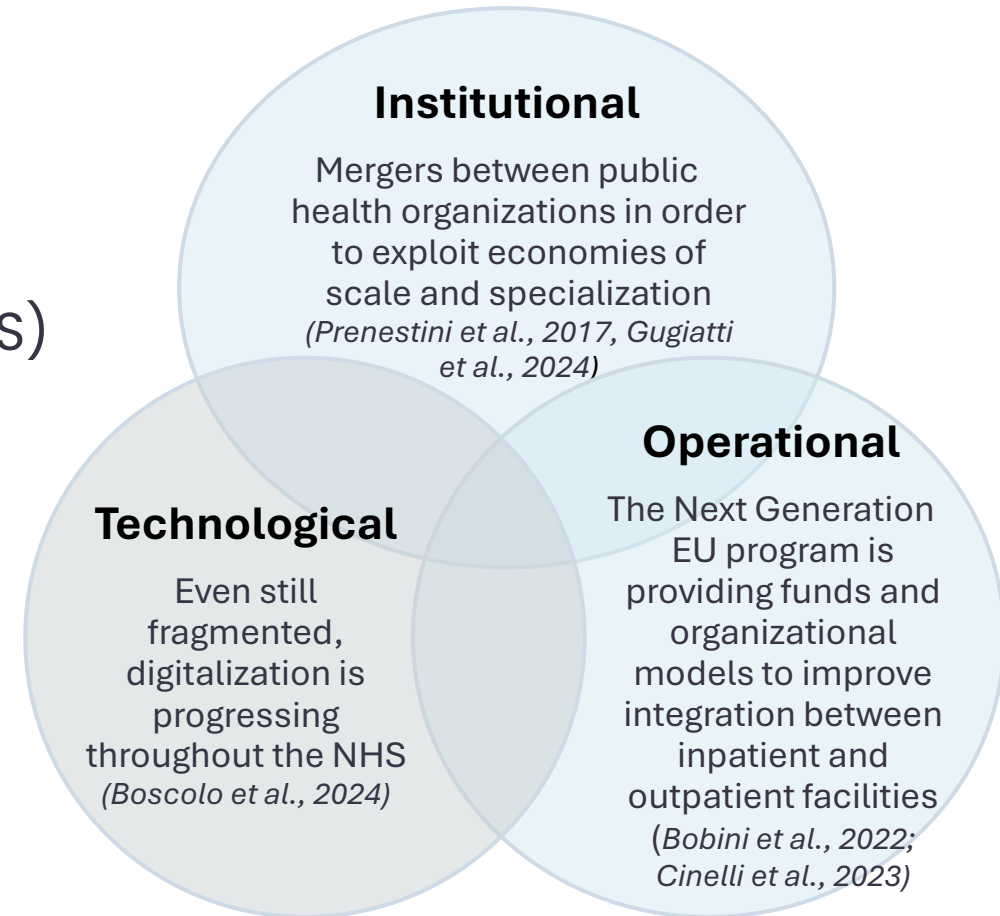 Institutional
Mergers between public
health organizations in order
to exploit economies of
scale and specialization
(Prenestini et al., 2017, Gugiatti
et al., 2024)
s)
Operational
The Next Generation
EU program is
providing funds and
organizational
models to improve
integration between
inpatient and
outpatient facilities
(Bobini et al., 2022;
Cinelli et al., 2023)
Technological
Even still
fragmented,
digitalization is
progressing
throughout the NHS
(Boscolo et al., 2024)